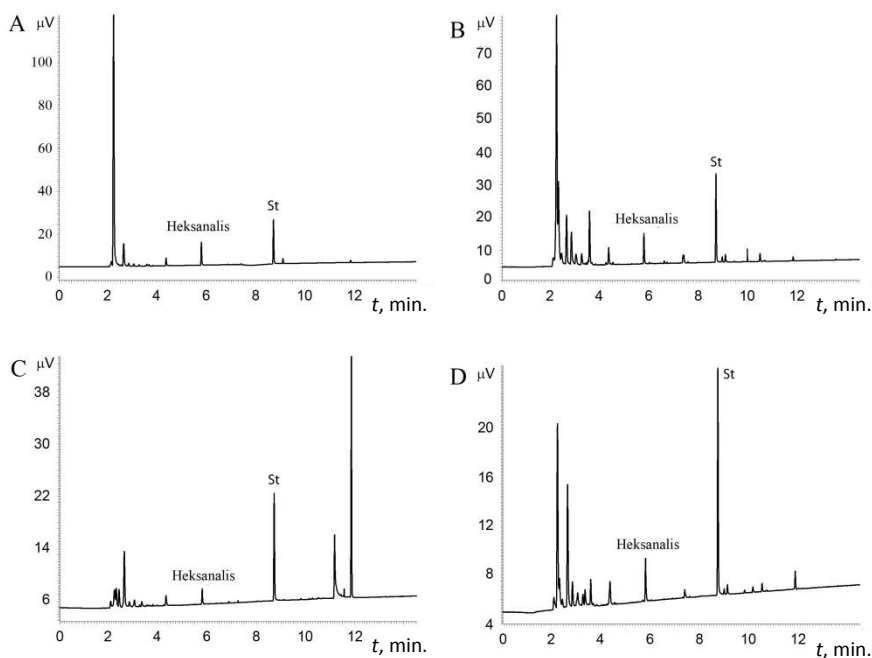 A
μV
100
80
60
40
20
0
Heksanalis
St
0 2 4 6 8 10 12
t, min.
B
μV
70
60
50
40
30
20
10
0
Heksanalis
St
0 2 4 6 8 10 12
t, min.
C
μV
38
30
22
14
6
Heksanalis
St
0 2 4 6 8 10 12
t, min.
D
μV
20
16
12
8
4
Heksanalis
St
0 2 4 6 8 10 12
t, min.